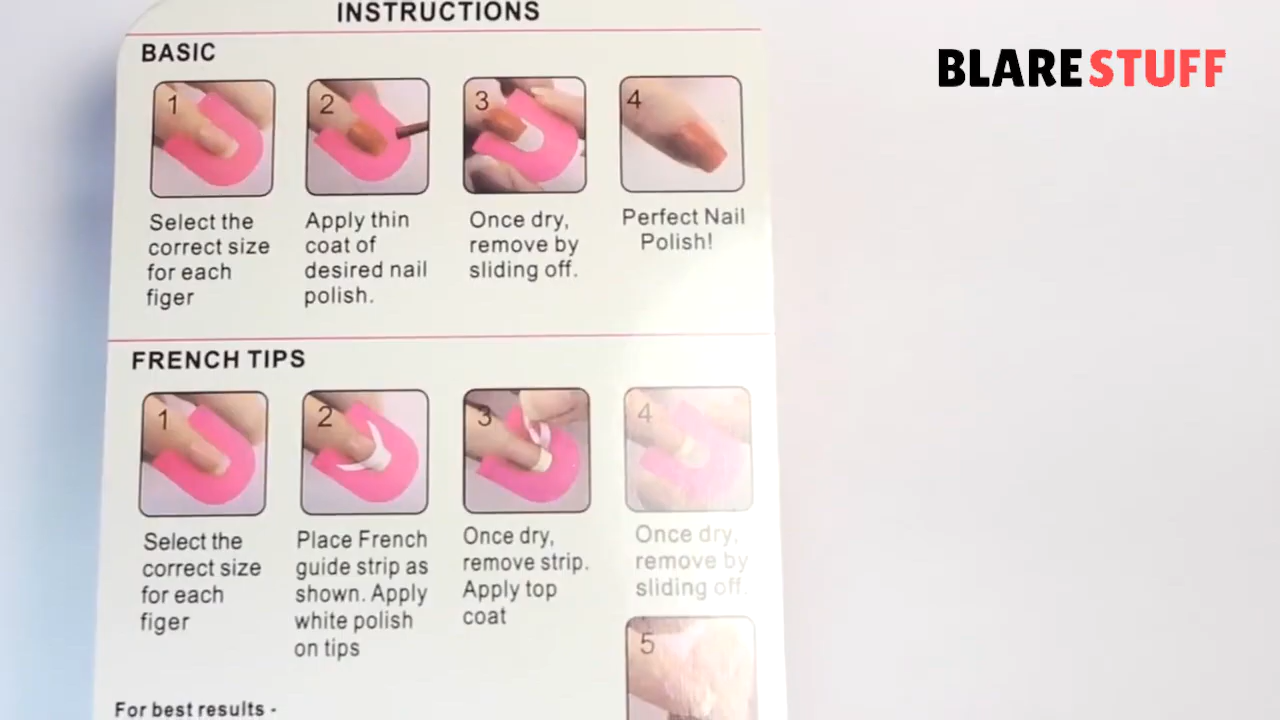 INSTRUCTIONS
BLARE STUFF
BASIC
1
2
3
4
Select the
correct size
for each
figer
Apply thin
coat of
desired nail
polish.
Once dry,
remove by
sliding off.
Perfect Nail
Polish!
FRENCH TIPS
1
2
3
4
Select the
correct size
for each
figer
Place French
guide strip as
shown. Apply
white polish
on tips
Once dry,
remove strip.
Apply top
coat
Once dry,
remove by
sliding off.
5
For best results -